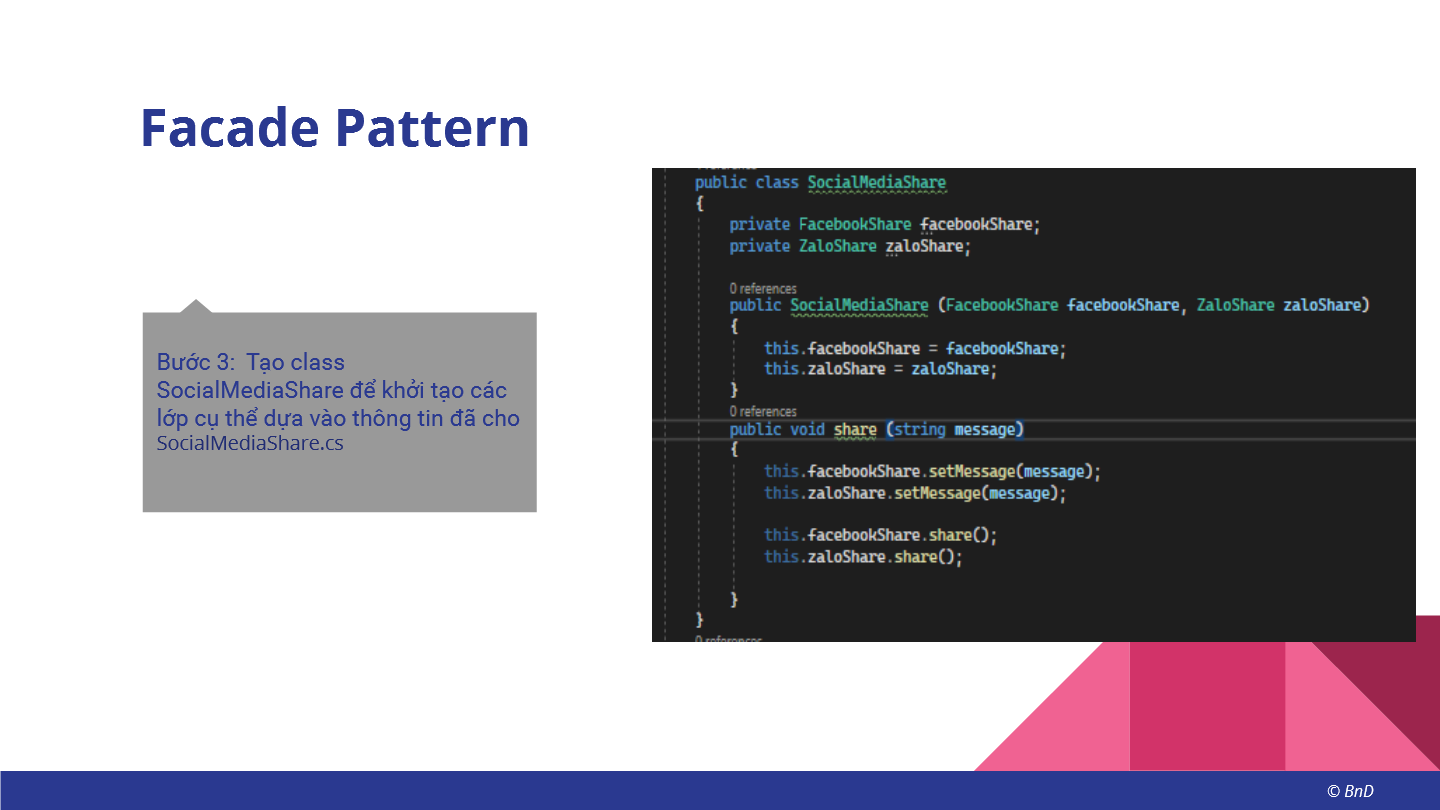 Facade Pattern
public class SocialMediaShare
{
private FacebookShare facebookShare;
private ZaloShare zaloShare;
0 references
public SocialMediaShare (FacebookShare facebookShare, ZaloShare zaloShare)
{
this.facebookShare = facebookShare;
this.zaloShare = zaloShare;
}
0 references
public void share (string message)
{
this.facebookShare.setMessage(message);
this.zaloShare.setMessage(message);
this.facebookShare.share();
this.zaloShare.share();
}
}
0 references
Bước 3:  Tạo class
SocialMediaShare để khởi tạo các
lớp cụ thể dựa vào thông tin đã cho
SocialMediaShare.cs
© BnD